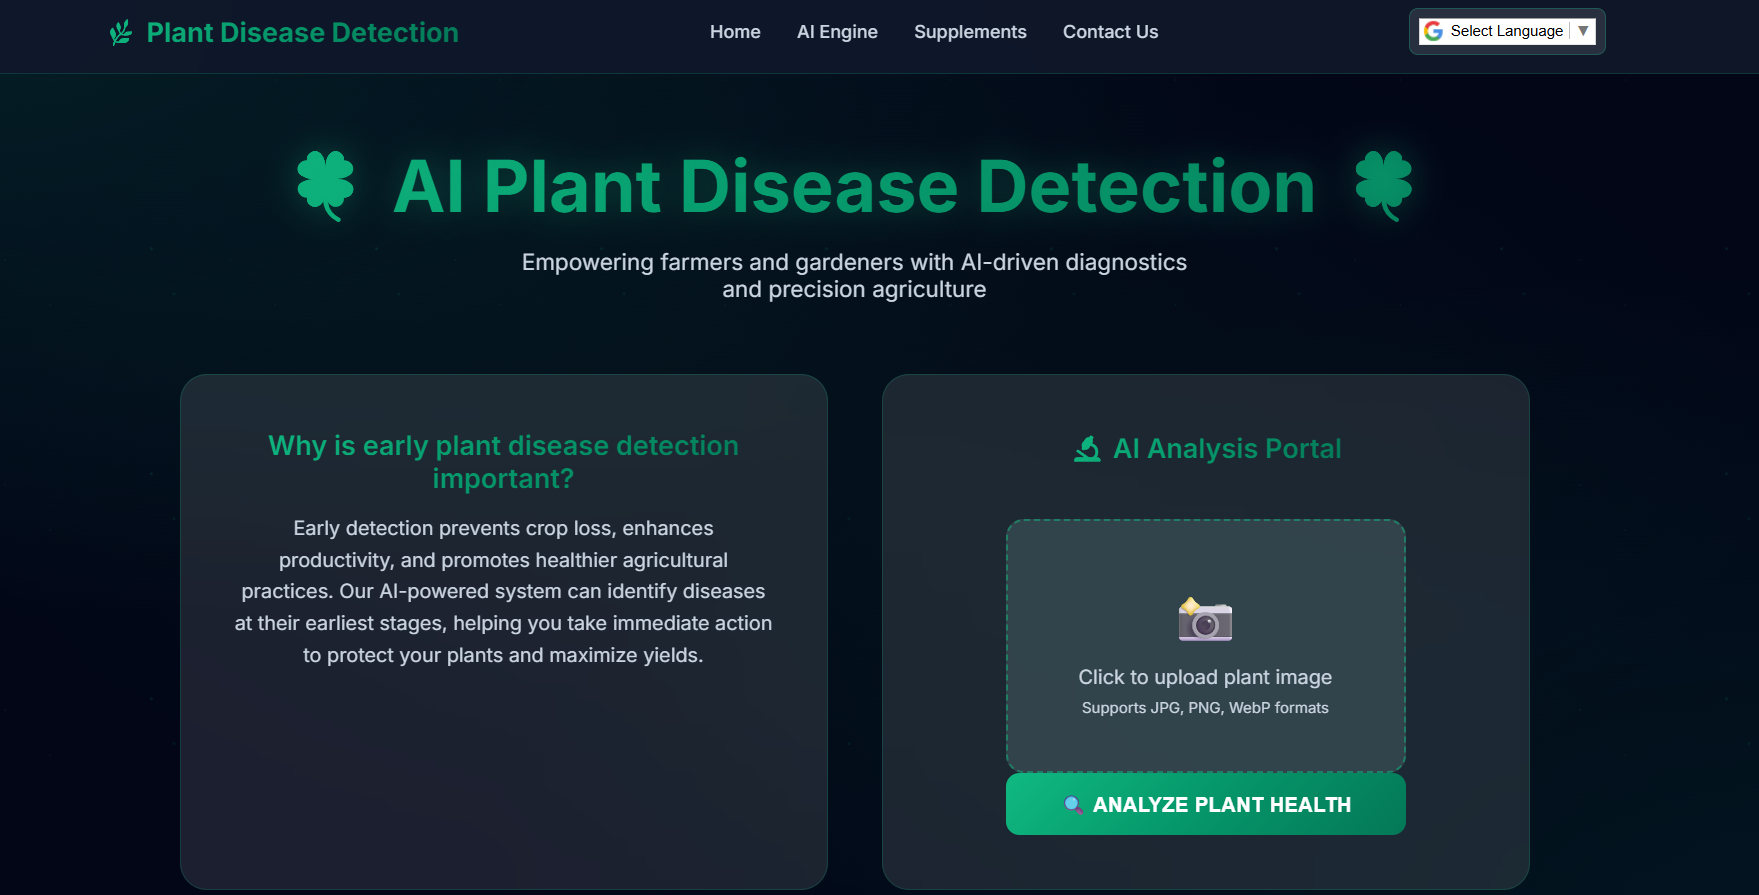 Plant Disease Detection
Home
AI Engine
Supplements
Contact Us
Select Language
AI Plant Disease Detection
Empowering farmers and gardeners with AI-driven diagnostics
and precision agriculture
Why is early plant disease detection
important?
Early detection prevents crop loss, enhances
productivity, and promotes healthier agricultural
practices. Our AI-powered system can identify diseases
at their earliest stages, helping you take immediate action
to protect your plants and maximize yields.
AI Analysis Portal
Click to upload plant image
Supports JPG, PNG, WebP formats
ANALYZE PLANT HEALTH